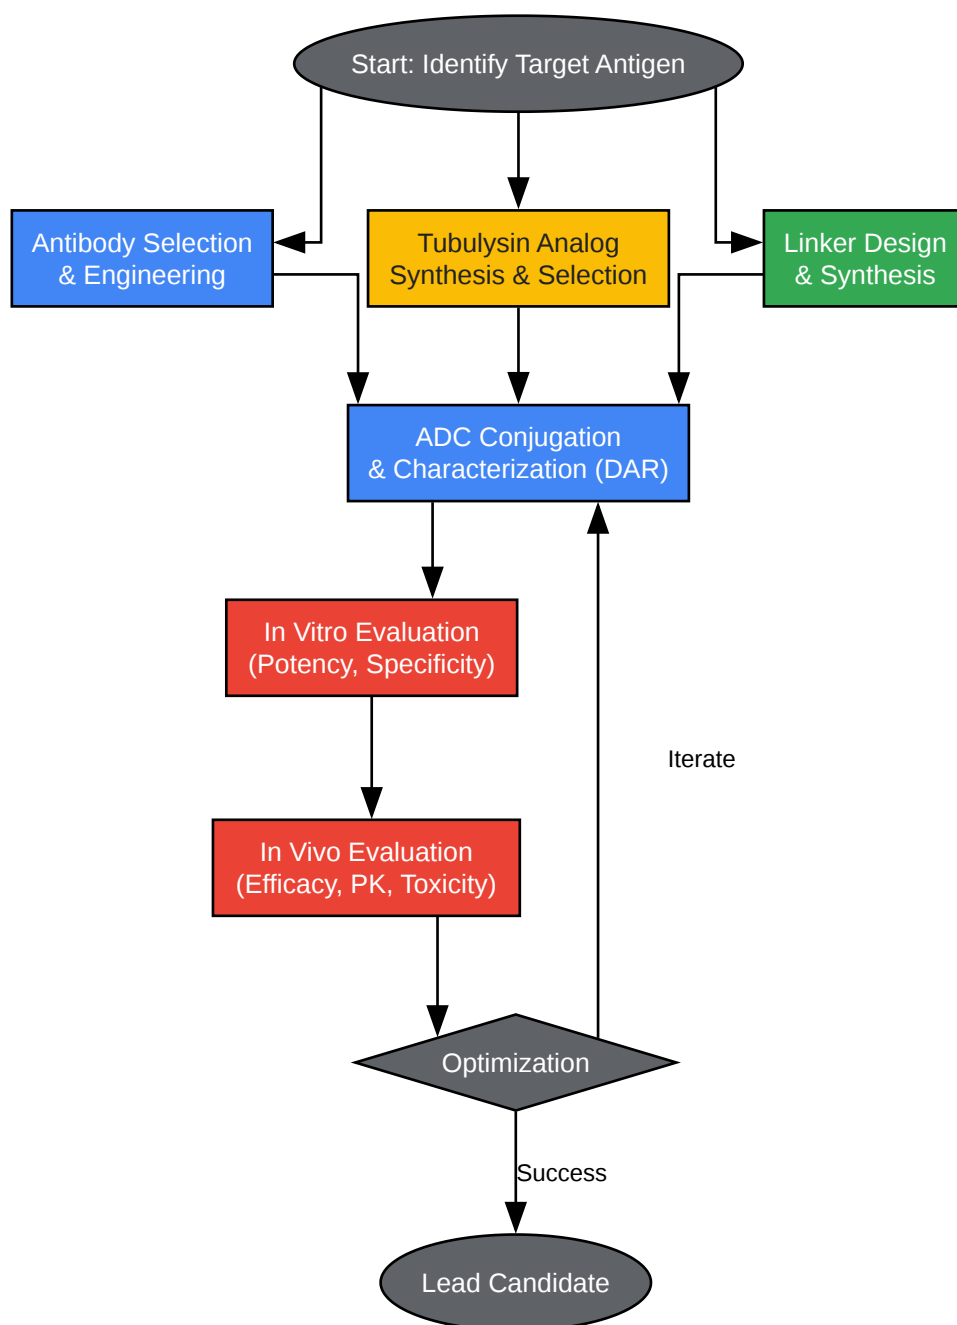 Start: Identify Target Antigen
Antibody Selection
& Engineering
Tubulysin Analog
Synthesis & Selection
Linker Design
& Synthesis
ADC Conjugation
& Characterization (DAR)
In Vitro Evaluation
(Potency, Specificity)
Iterate
In Vivo Evaluation
(Efficacy, PK, Toxicity)
Optimization
Success
Lead Candidate